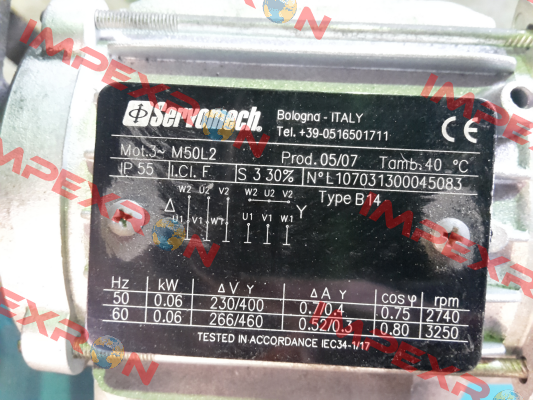 Servomech.
Bologna - ITALY
Tel. +39-0516501711
CE
Mot.3~ M50L2 Prod. 05/07 Tamb. 40 °C
IP 55 I.Cl. F S 3 30% N° L107031300045083
W2 U2 V2 W2 U2 V2 Type B14
Δ Y
U1 V1 W1 U1 V1 W1
Hz kW Δ V Y Δ A Y cos φ rpm
50 0.06 230/400 0.7/0.4 0.75 2740
60 0.06 266/460 0.52/0.3 0.80 3250
TESTED IN ACCORDANCE IEC34-1/17
IMPEXRON